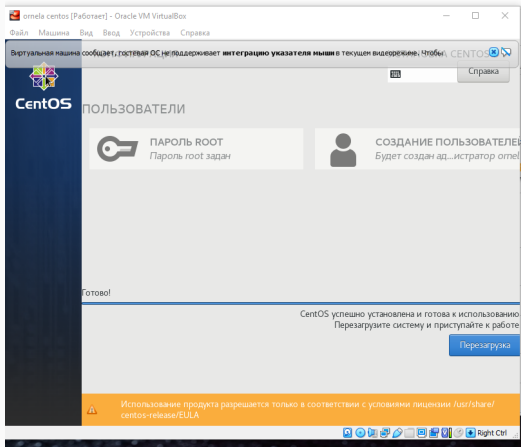 ornela centos [Работает] - Oracle VM VirtualBox
Файл Машина Вид Ввод Устройства Справка
Виртуальная машина сообщает, гостевая ОС не поддерживает интеграцию указателя мыши в текущем видеорежиме. Чтобы
CENTOS
Справка
CentOS
ПОЛЬЗОВАТЕЛИ
ПАРОЛЬ ROOT
Пароль root задан
СОЗДАНИЕ ПОЛЬЗОВАТЕЛЕЙ
Будет создан ад...истратор ornel
Готово!
CentOS успешно установлена и готова к использованию
Перезагрузите систему и приступайте к работе
Перезагрузка
Использование продукта разрешается только в соответствии с условиями лицензии /usr/share/
centos-release/EULA
Right Ctrl